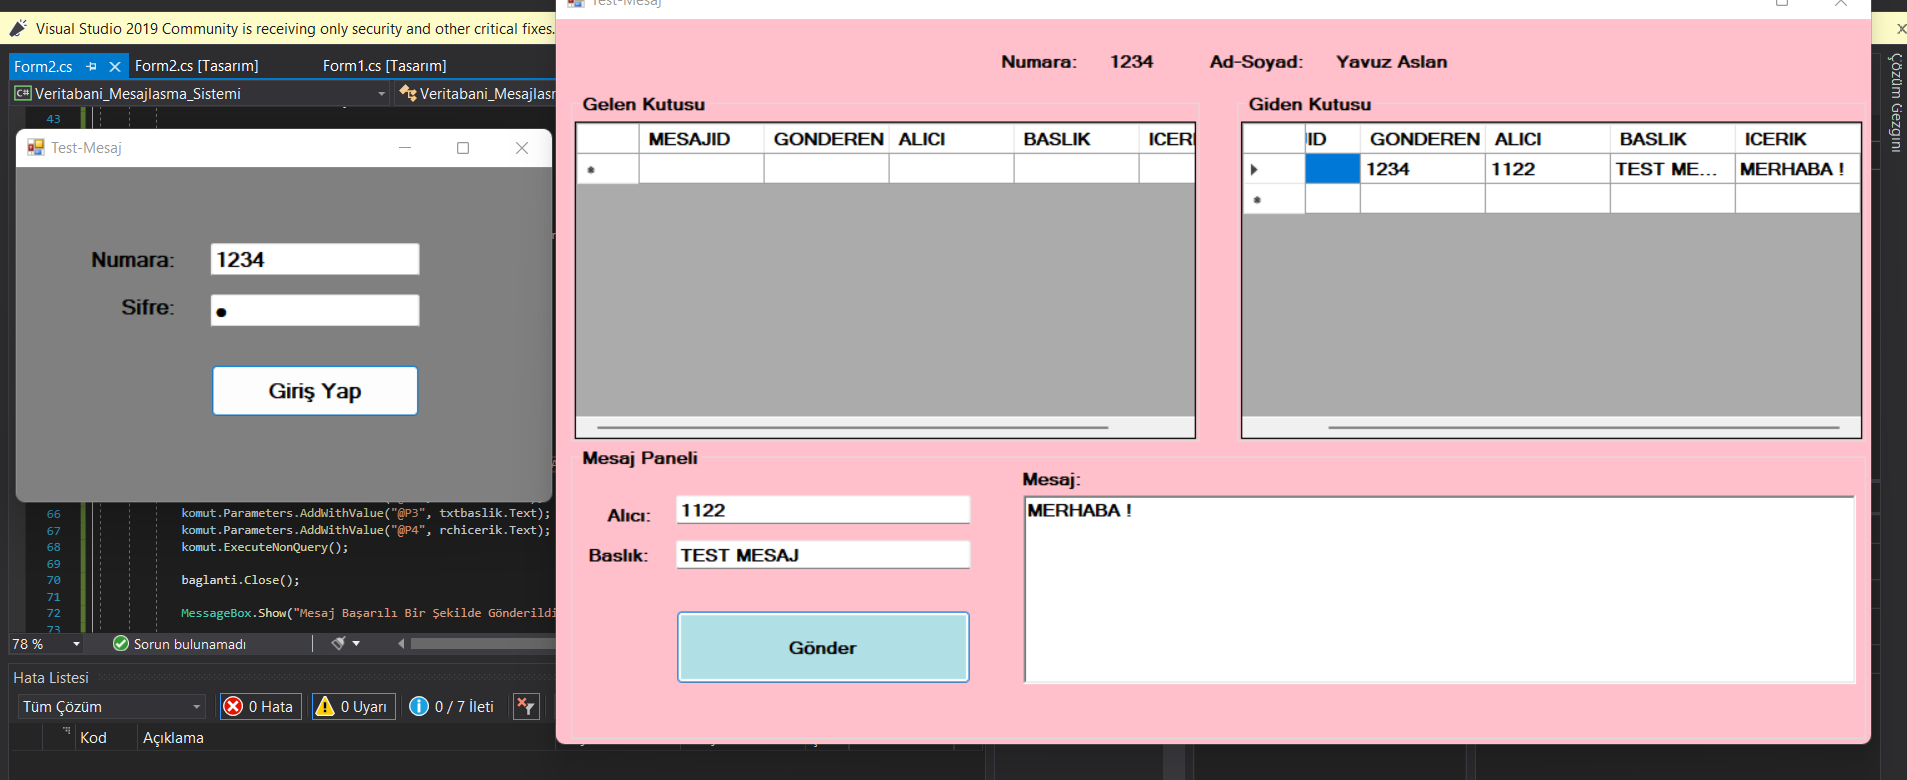 Visual Studio 2019 Community is receiving only security and other critical fixes.
Form2.cs
Form2.cs [Tasarım]
Form1.cs [Tasarım]
Veritabani_Mesajlasma_Sistemi
43
Test-Mesaj
Numara:
1234
Sifre:
Giriş Yap
66 komut.Parameters.AddWithValue("@P3", txtbaslik.Text);
67 komut.Parameters.AddWithValue("@P4", rchicerik.Text);
68 komut.ExecuteNonQuery();
69
70 baglanti.Close();
71
72 MessageBox.Show("Mesaj Başarılı Bir Şekilde Gönderildi
73
78 %
Sorun bulunamadı
Hata Listesi
Tüm Çözüm
0 Hata
0 Uyarı
0 / 7 İleti
Kod
Açıklama
Test-Mesaj
Numara: 1234 Ad-Soyad: Yavuz Aslan
Gelen Kutusu
MESAJID GONDEREN ALICI BASLIK ICERI
Giden Kutusu
ID GONDEREN ALICI BASLIK ICERIK
1234 1122 TEST ME... MERHABA !
Mesaj Paneli
Alıcı: 1122
Baslık: TEST MESAJ
Gönder
Mesaj:
MERHABA !
Çözüm Gezgini